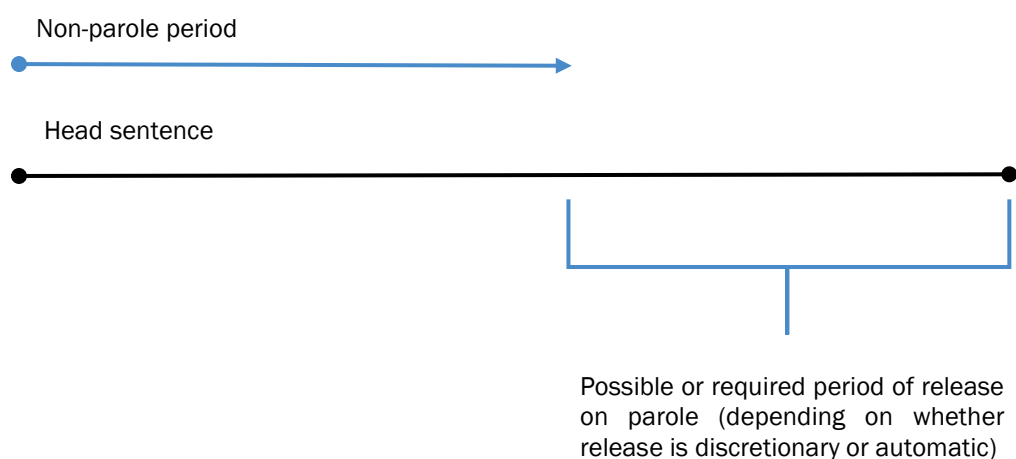 Non-parole period
Head sentence
Possible or required period of release
on parole (depending on whether
release is discretionary or automatic)